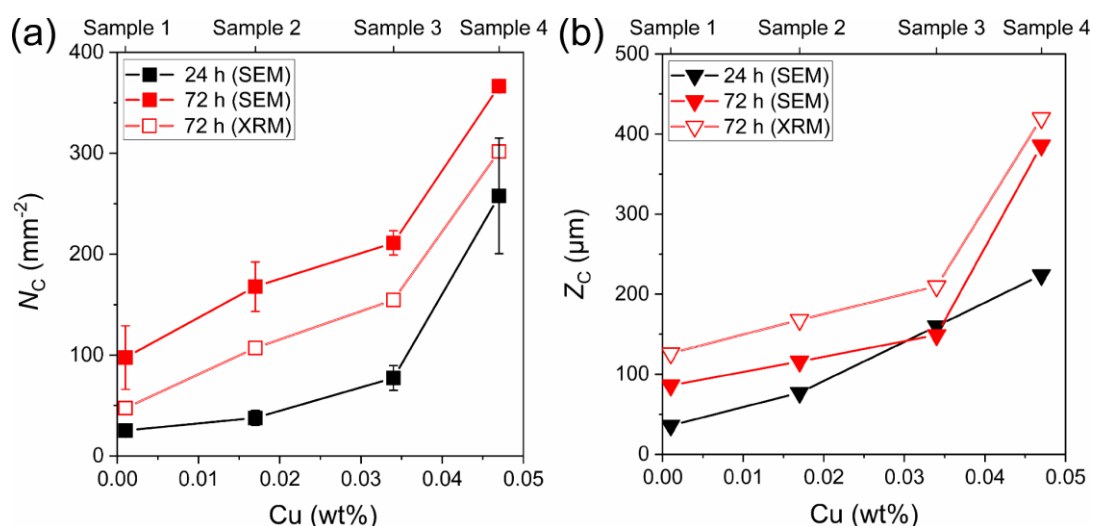 (a)
Sample 1 Sample 2 Sample 3 Sample 4
400
300
200
100
0
24 h (SEM)
72 h (SEM)
72 h (XRM)
N_C (mm⁻²)
0.00 0.01 0.02 0.03 0.04 0.05
Cu (wt%)
(b)
Sample 1 Sample 2 Sample 3 Sample 4
500
400
300
200
100
0
24 h (SEM)
72 h (SEM)
72 h (XRM)
Z_C (µm)
0.00 0.01 0.02 0.03 0.04 0.05
Cu (wt%)